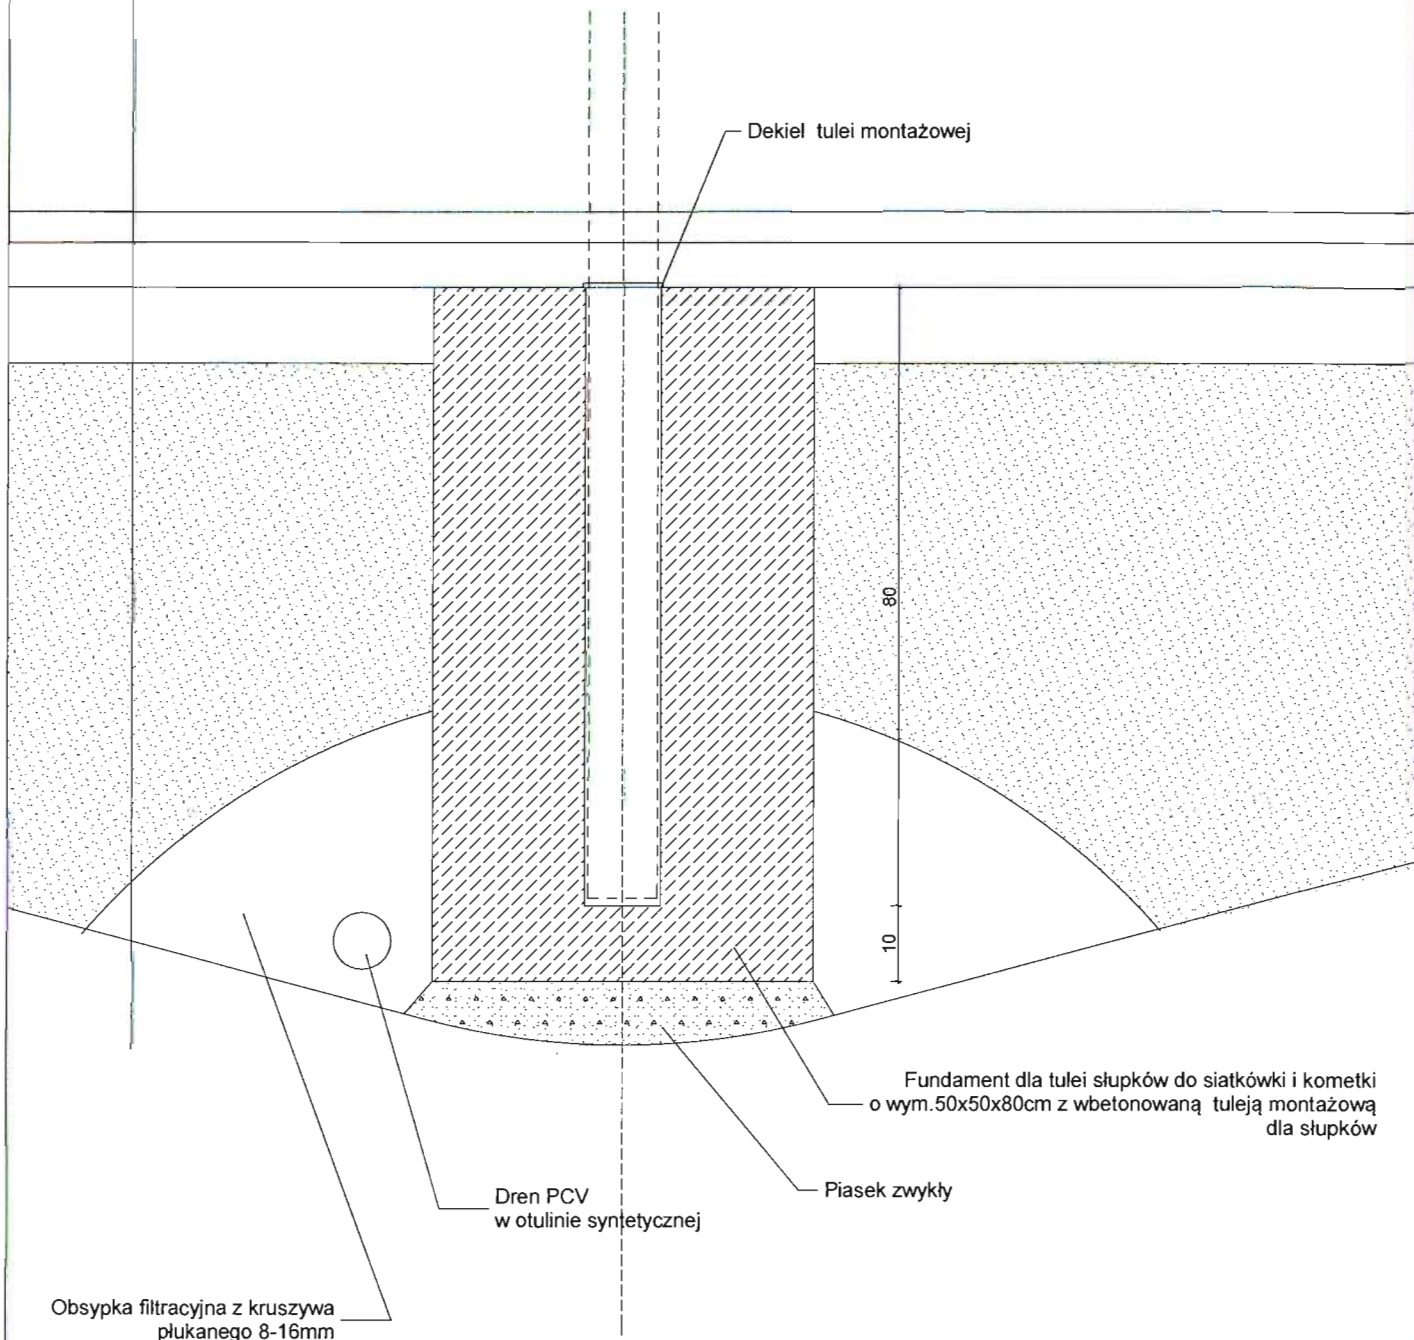 Dekiel tulei montażowej
80
10
Fundament dla tulei słupków do siatkówki i kometki
o wym.50x50x80cm z wbetonowaną tuleją montażową
dla słupków
Piasek zwykły
Dren PCV
w otulinie syntetycznej
Obsypka filtracyjna z kruszywa
płukanego 8-16mm